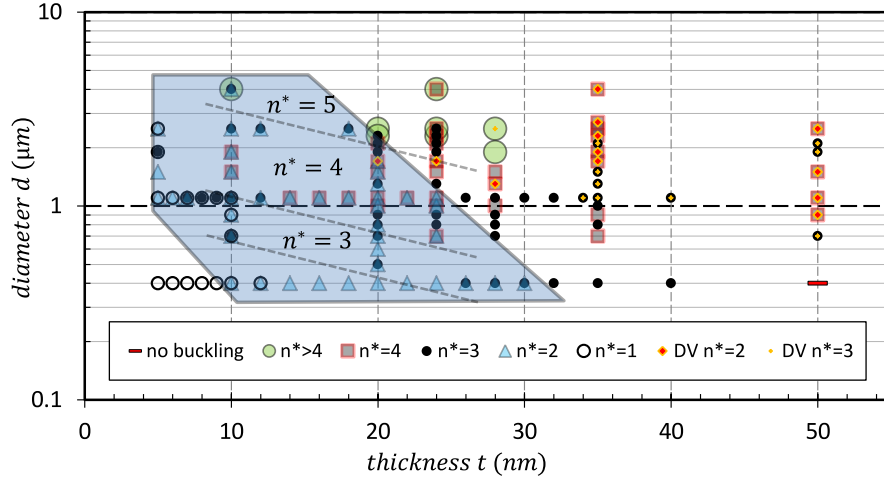 10
n* = 5
n* = 4
diameter d (μm)
1
n* = 3
no buckling n*>4 n*=4 n*=3 n*=2 n*=1 DV n*=2 DV n*=3
0.1
0 10 20 30 40 50
thickness t (nm)